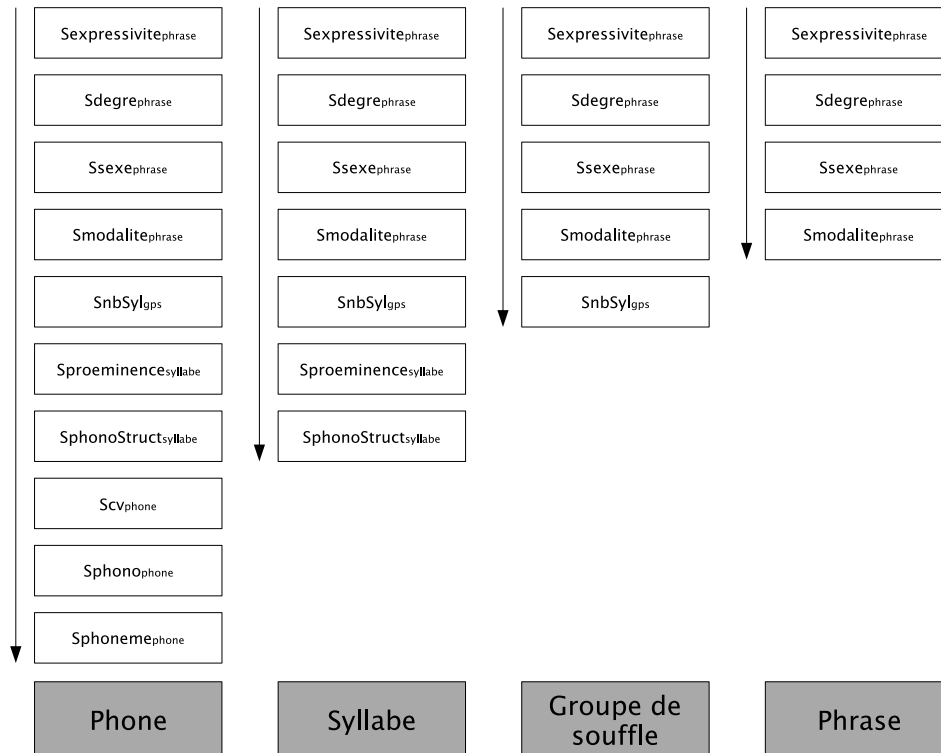 Sexpressivitephrase
Sdegrephrase
Ssexephrase
Smodalitephrase
SnbSylgps
Sproeminencesyllabe
SphonoStructsyllabe
Scvphone
Sphonophone
Sphonemephone
Phone
Sexpressivitephrase
Sdegrephrase
Ssexephrase
Smodalitephrase
SnbSylgps
Sproeminencesyllabe
SphonoStructsyllabe
Syllabe
Sexpressivitephrase
Sdegrephrase
Ssexephrase
Smodalitephrase
SnbSylgps
Groupe de
souffle
Sexpressivitephrase
Sdegrephrase
Ssexephrase
Smodalitephrase
Phrase